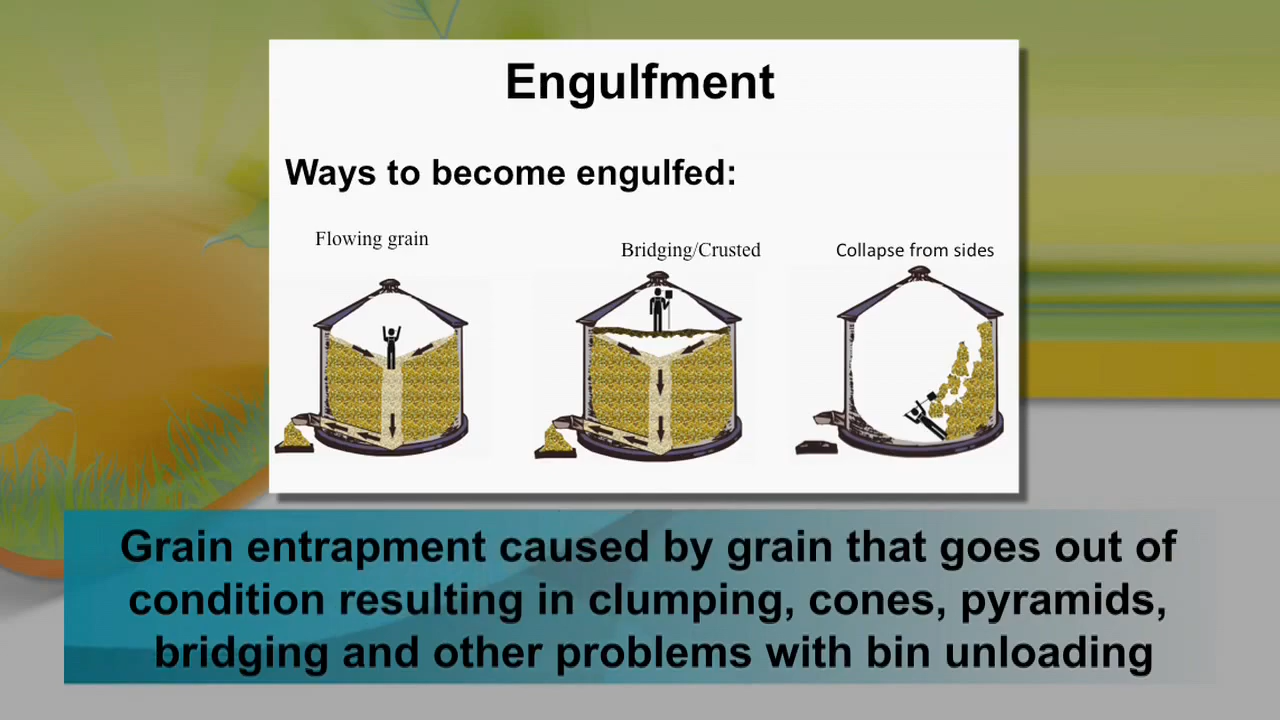 Engulfment
Ways to become engulfed:
Flowing grain
Bridging/Crusted
Collapse from sides
Grain entrapment caused by grain that goes out of
condition resulting in clumping, cones, pyramids,
bridging and other problems with bin unloading